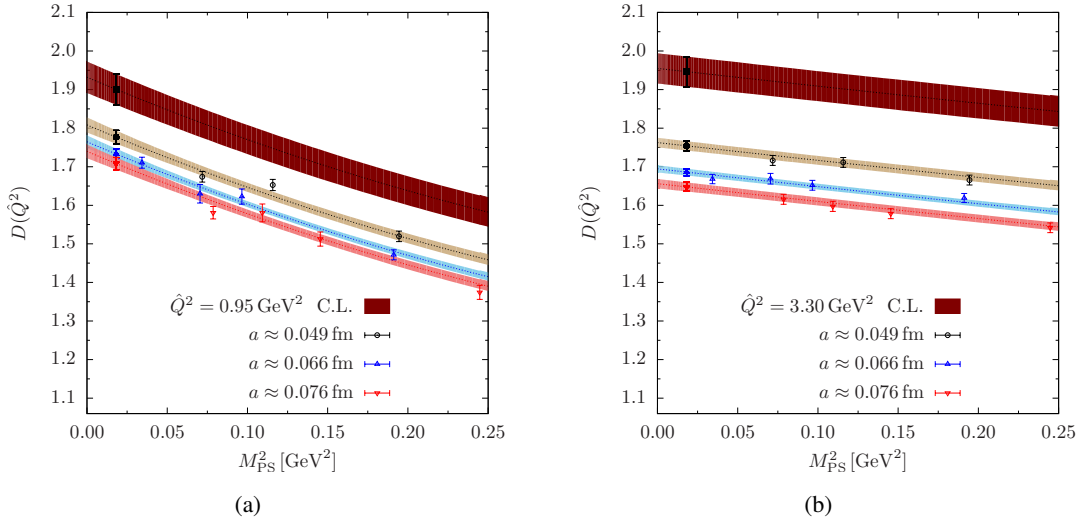 2.1
2.0
1.9
1.8
1.7
1.6
1.5
1.4
1.3
1.2
1.1
D(Q̂²)
Q̂² = 0.95 GeV² C.L.
a ≈ 0.049 fm
a ≈ 0.066 fm
a ≈ 0.076 fm
0.00 0.05 0.10 0.15 0.20 0.25
M²_PS [GeV²]
(a)
2.1
2.0
1.9
1.8
1.7
1.6
1.5
1.4
1.3
1.2
1.1
D(Q̂²)
Q̂² = 3.30 GeV² C.L.
a ≈ 0.049 fm
a ≈ 0.066 fm
a ≈ 0.076 fm
0.00 0.05 0.10 0.15 0.20 0.25
M²_PS [GeV²]
(b)